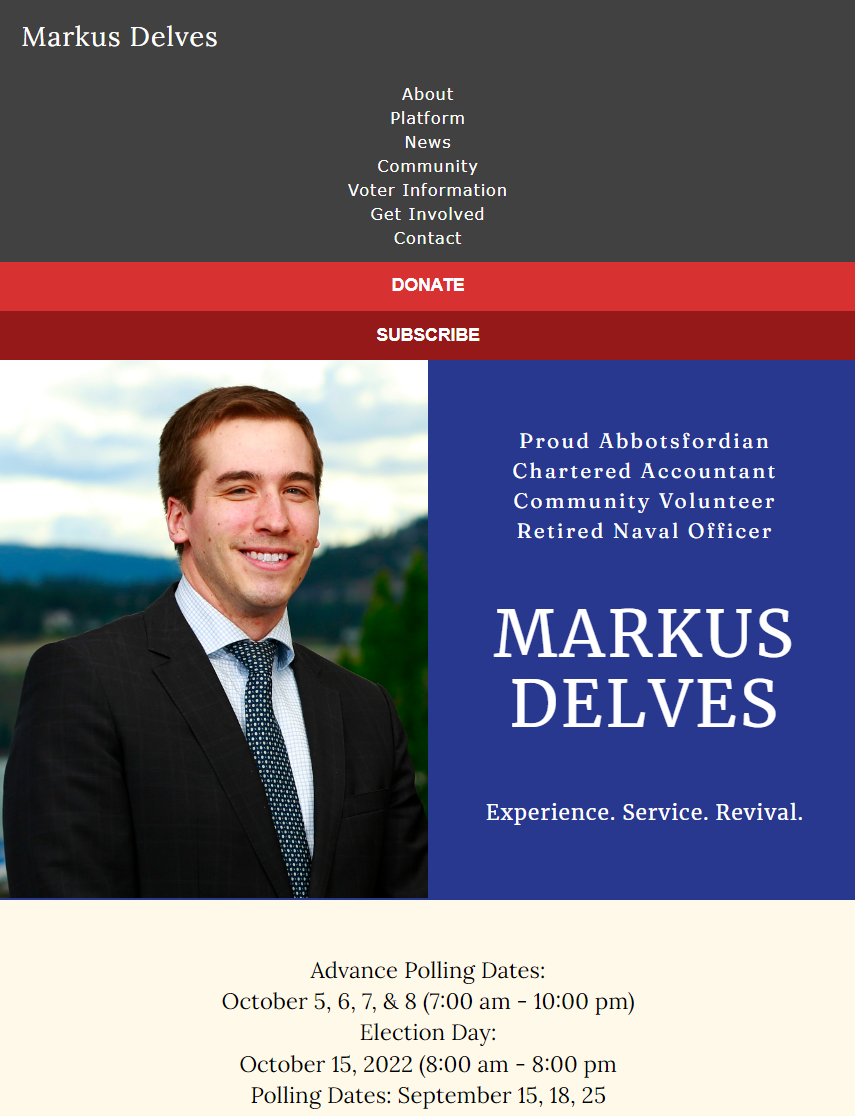 Markus Delves
About
Platform
News
Community
Voter Information
Get Involved
Contact
DONATE
SUBSCRIBE
Proud Abbotsfordian
Chartered Accountant
Community Volunteer
Retired Naval Officer
MARKUS
DELVES
Experience. Service. Revival.
Advance Polling Dates:
October 5, 6, 7, & 8 (7:00 am - 10:00 pm)
Election Day:
October 15, 2022 (8:00 am - 8:00 pm
Polling Dates: September 15, 18, 25